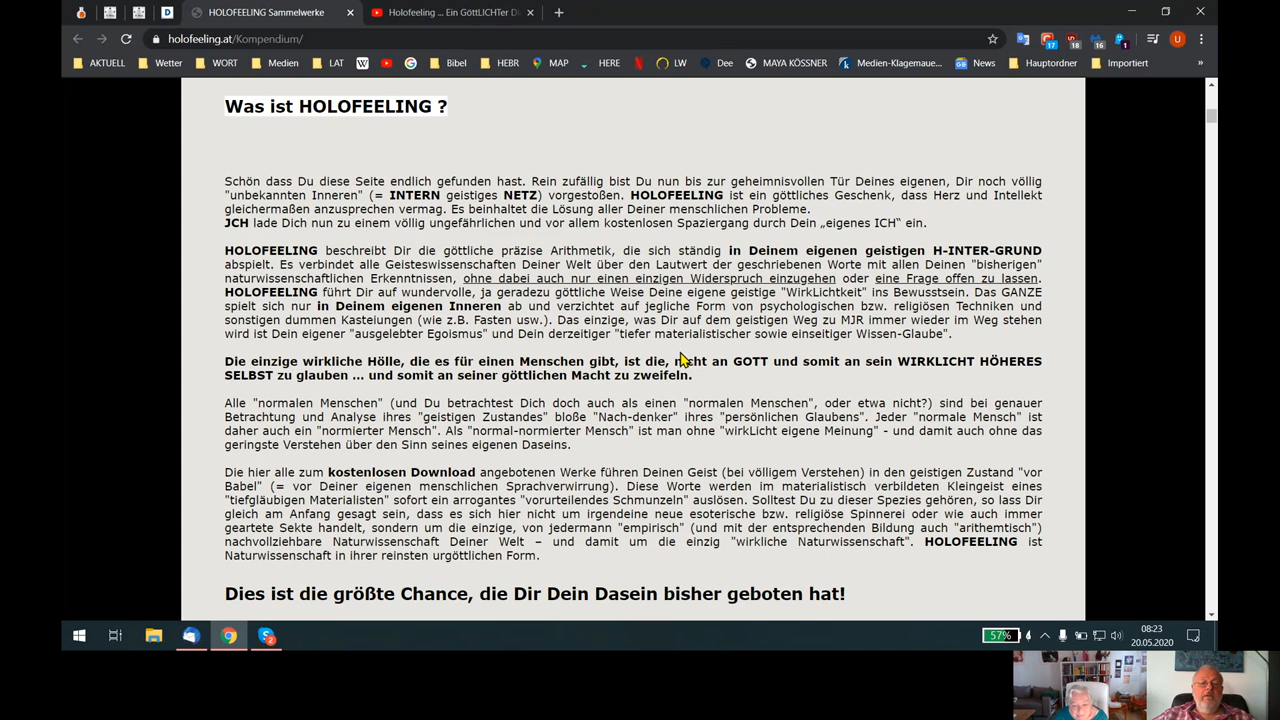 HOLOFEELING Sammelwerke
Holofeeling ... Ein GöttLICHTer D
holofeeling.at/Kompendium/
17
18
16
1
U
AKTUELL
Wetter
WORT
Medien
LAT
Bibel
HEBR
MAP
HERE
LW
Dee
MAYA KÖSSNER
Medien-Klagemaue...
News
Hauptordner
Importiert
Was ist HOLOFEELING ?
Schön dass Du diese Seite endlich gefunden hast. Rein zufällig bist Du nun bis zur geheimnisvollen Tür Deines eigenen, Dir noch völlig
"unbekannten Inneren" (= INTERN geistiges NETZ) vorgestoßen. HOLOFEELING ist ein göttliches Geschenk, dass Herz und Intellekt
gleichermaßen anzusprechen vermag. Es beinhaltet die Lösung aller Deiner menschlichen Probleme.
JCH lade Dich nun zu einem völlig ungefährlichen und vor allem kostenlosen Spaziergang durch Dein „eigenes ICH“ ein.
HOLOFEELING beschreibt Dir die göttliche präzise Arithmetik, die sich ständig in Deinem eigenen geistigen H-INTER-GRUND
abspielt. Es verbindet alle Geisteswissenschaften Deiner Welt über den Lautwert der geschriebenen Worte mit allen Deinen "bisherigen"
naturwissenschaftlichen Erkenntnissen, ohne dabei auch nur einen einzigen Widerspruch einzugehen oder eine Frage offen zu lassen.
HOLOFEELING führt Dir auf wundervolle, ja geradezu göttliche Weise Deine eigene geistige "WirkLichtkeit" ins Bewusstsein. Das GANZE
spielt sich nur in Deinem eigenen Inneren ab und verzichtet auf jegliche Form von psychologischen bzw. religiösen Techniken und
sonstigen dummen Kasteiungen (wie z.B. Fasten usw.). Das einzige, was Dir auf dem geistigen Weg zu MJR immer wieder im Weg stehen
wird ist Dein eigener "ausgelebter Egoismus" und Dein derzeitiger "tiefer materialistischer sowie einseitiger Wissen-Glaube".
Die einzige wirkliche Hölle, die es für einen Menschen gibt, ist die, nicht an GOTT und somit an sein WIRKLICHT HÖHERES
SELBST zu glauben ... und somit an seiner göttlichen Macht zu zweifeln.
Alle "normalen Menschen" (und Du betrachtest Dich doch auch als einen "normalen Menschen", oder etwa nicht?) sind bei genauer
Betrachtung und Analyse ihres "geistigen Zustandes" bloße "Nach-denker" ihres "persönlichen Glaubens". Jeder "normale Mensch" ist
daher auch ein "normierter Mensch". Als "normal-normierter Mensch" ist man ohne "wirkLicht eigene Meinung" - und damit auch ohne das
geringste Verstehen über den Sinn seines eigenen Daseins.
Die hier alle zum kostenlosen Download angebotenen Werke führen Deinen Geist (bei völligem Verstehen) in den geistigen Zustand "vor
Babel" (= vor Deiner eigenen menschlichen Sprachverwirrung). Diese Worte werden im materialistisch verbildeten Kleingeist eines
"tiefgläubigen Materialisten" sofort ein arrogantes "vorurteilendes Schmunzeln" auslösen. Solltest Du zu dieser Spezies gehören, so lass Dir
gleich am Anfang gesagt sein, dass es sich hier nicht um irgendeine neue esoterische bzw. religiöse Spinnerei oder wie auch immer
geartete Sekte handelt, sondern um die einzige, von jedermann "empirisch" (und mit der entsprechenden Bildung auch "arithemtisch")
nachvollziehbare Naturwissenschaft Deiner Welt – und damit um die einzig "wirkliche Naturwissenschaft". HOLOFEELING ist
Naturwissenschaft in ihrer reinsten urgöttlichen Form.
Dies ist die größte Chance, die Dir Dein Dasein bisher geboten hat!
57%
08:23
20.05.2020